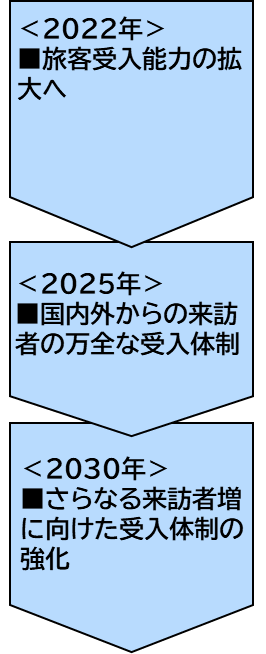 ＜2022年＞
■旅客受入能力の拡
大へ
＜2025年＞
■国内外からの来訪
者の万全な受入体制
＜2030年＞
■さらなる来訪者増
に向けた受入体制の
強化